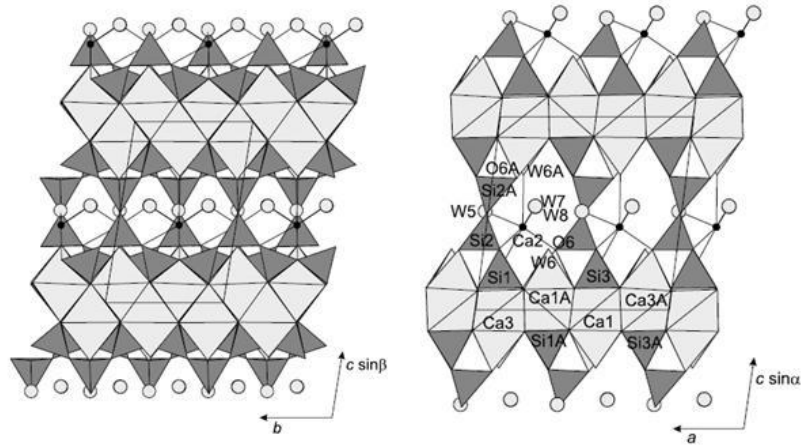 O6A W6A
Si2A
W5 W7
W8
Si2 Ca2 O6
W6
Si1 Si3
Ca1A Ca3A
Ca3 Ca1
Si1A Si3A
c sinβ
b
c sinα
a